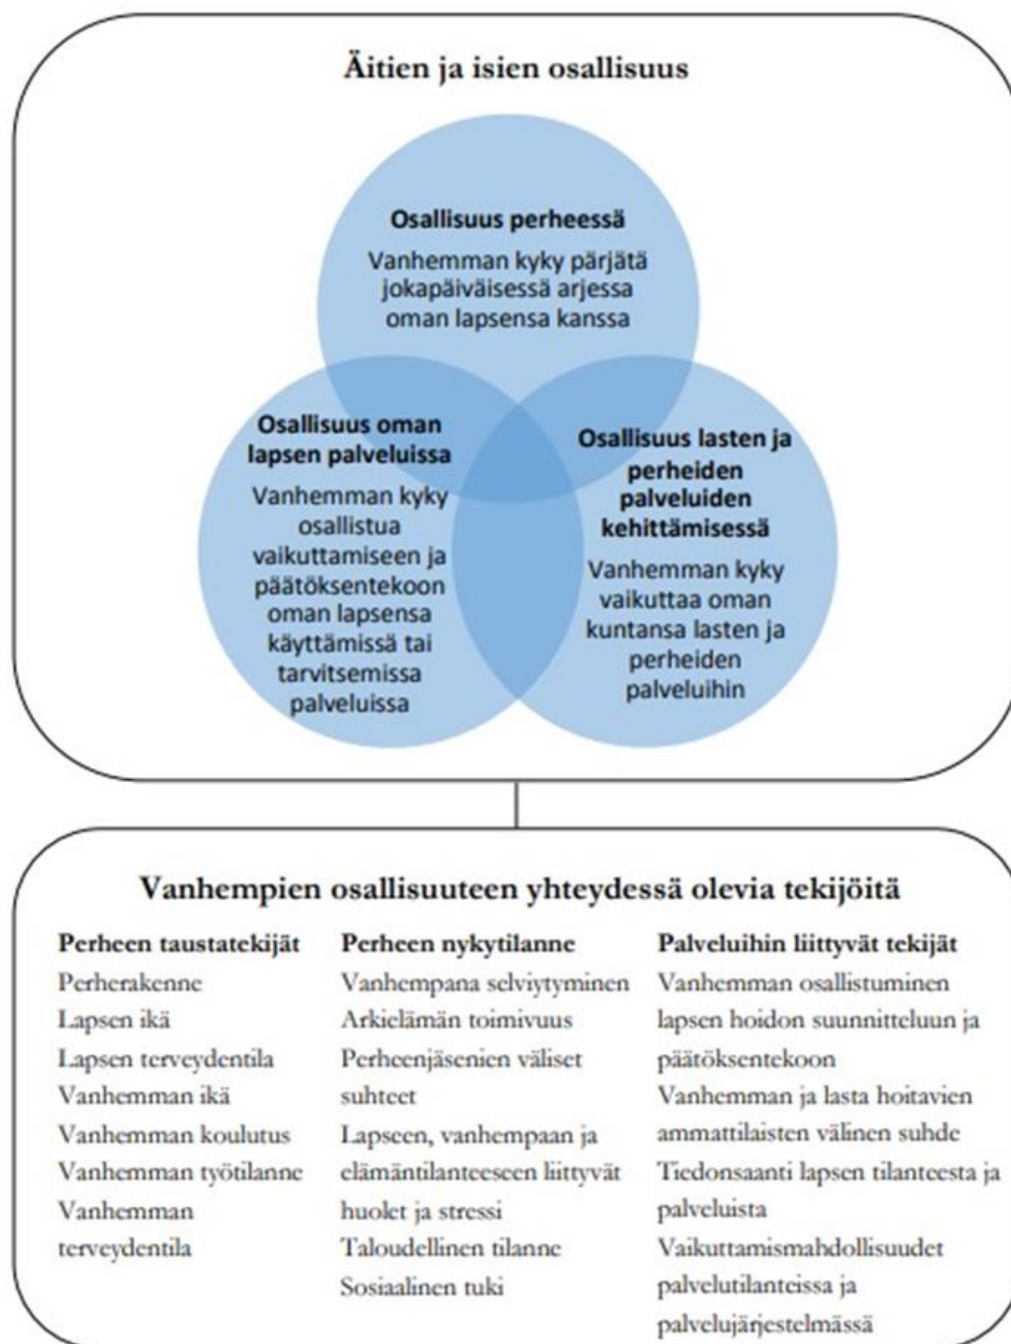 Äitien ja isien osallisuus
Osallisuus perheessä
Vanhemman kyky pärjätä
jokapäiväisessä arjessa
oman lapsensa kanssa
Osallisuus oman
lapsen palveluissa
Vanhemman kyky
osallistua
vaikuttamiseen ja
päätöksentekoon
oman lapsensa
käyttämissä tai
tarvitsemissa
palveluissa
Osallisuus lasten ja
perheiden
palveluiden
kehittämisessä
Vanhemman kyky
vaikuttaa oman
kuntansa lasten ja
perheiden
palveluihin
Vanhempien osallisuuteen yhteydessä olevia tekijöitä
Perheen taustatekijät
Perherakenne
Lapsen ikä
Lapsen terveydentila
Vanhemman ikä
Vanhemman koulutus
Vanhemman työtilanne
Vanhemman
terveydentila
Perheen nykytilanne
Vanhempana selviytyminen
Arkielämän toimivuus
Perheenjäsenien väliset
suhteet
Lapseen, vanhempaan ja
elämäntilanteeseen liittyvät
huolet ja stressi
Taloudellinen tilanne
Sosiaalinen tuki
Palveluihin liittyvät tekijät
Vanhemman osallistuminen
lapsen hoidon suunnitteluun ja
päätöksentekoon
Vanhemman ja lasta hoitavien
ammattilaisten välinen suhde
Tiedonsaanti lapsen tilanteesta ja
palveluista
Vaikuttamismahdollisuudet
palvelutilanteissa ja
palvelujärjestelmässä